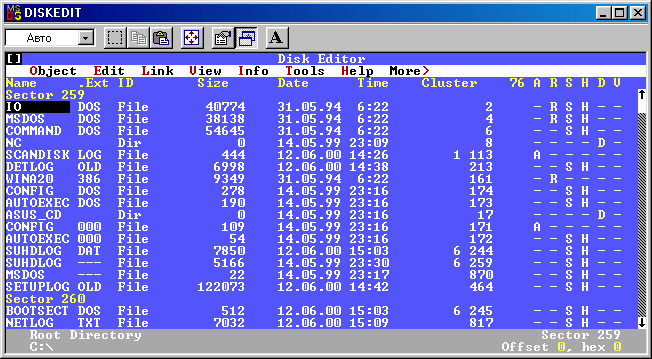 DISKEDIT
Авто
A
[] Disk Editor
Object Edit Link View Info Tools Help More>
Name .Ext ID Size Date Time Cluster 76 A R S H D V
Sector 259
IO DOS File 40774 31.05.94 6:22 2 - R S H - -
MSDOS DOS File 38138 31.05.94 6:22 4 - R S H - -
COMMAND DOS File 54645 31.05.94 6:22 6 - - S H - -
NC Dir 0 14.05.99 23:09 8 - - - - D -
SCANDISK LOG File 444 12.06.00 14:26 1 113 A - - - - -
DETLOG OLD File 6998 12.06.00 14:38 213 - - S H - -
WINA20 386 File 9349 31.05.94 6:22 161 - R - - - -
CONFIG DOS File 278 14.05.99 23:16 174 - - S H - -
AUTOEXEC DOS File 190 14.05.99 23:16 173 - - S H - -
ASUS_CD Dir 0 14.05.99 23:16 17 - - - - D -
CONFIG 000 File 109 14.05.99 23:16 171 A - - - - -
AUTOEXEC 000 File 54 14.05.99 23:16 172 - - S H - -
SUHDLOG DAT File 7850 12.06.00 15:03 6 244 - - S H - -
SUHDLOG --- File 5166 14.05.99 23:30 6 259 - - S H - -
MSDOS --- File 22 14.05.99 23:17 870 - - S H - -
SETUPLOG OLD File 122073 12.06.00 14:42 464 - - S H - -
Sector 260
BOOTSECT DOS File 512 12.06.00 15:03 6 245 - - S H - -
NETLOG TXT File 7032 12.06.00 15:09 817 - - S H - -
Root Directory Sector 259
C:\ Offset 0, hex 0